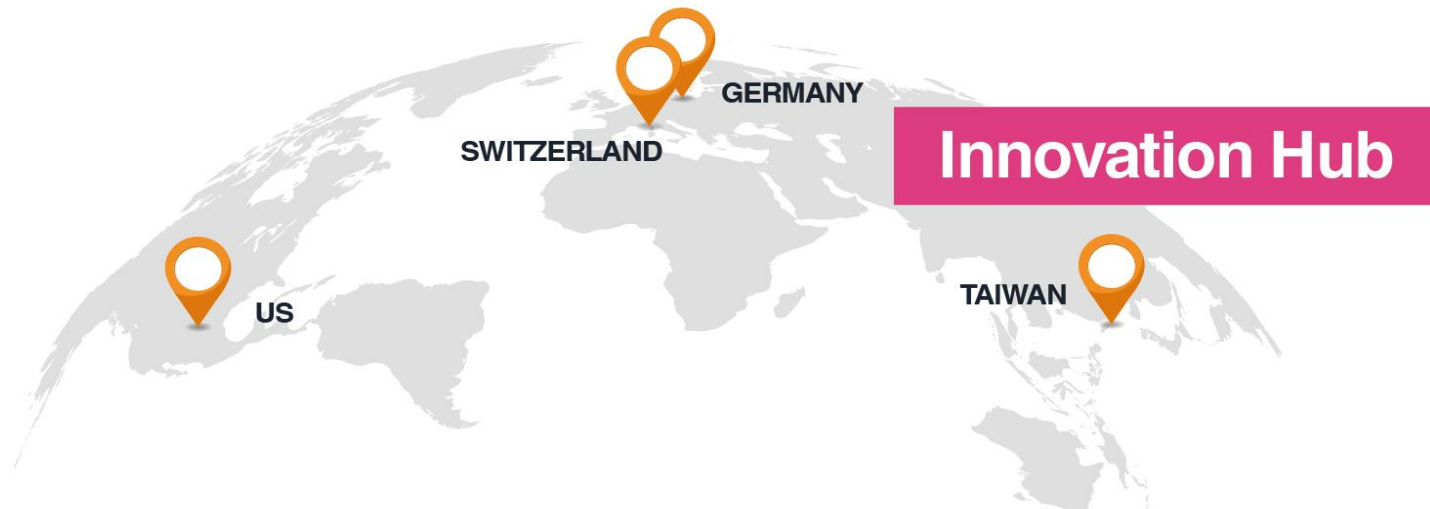 GERMANY
SWITZERLAND
Innovation Hub
US
TAIWAN